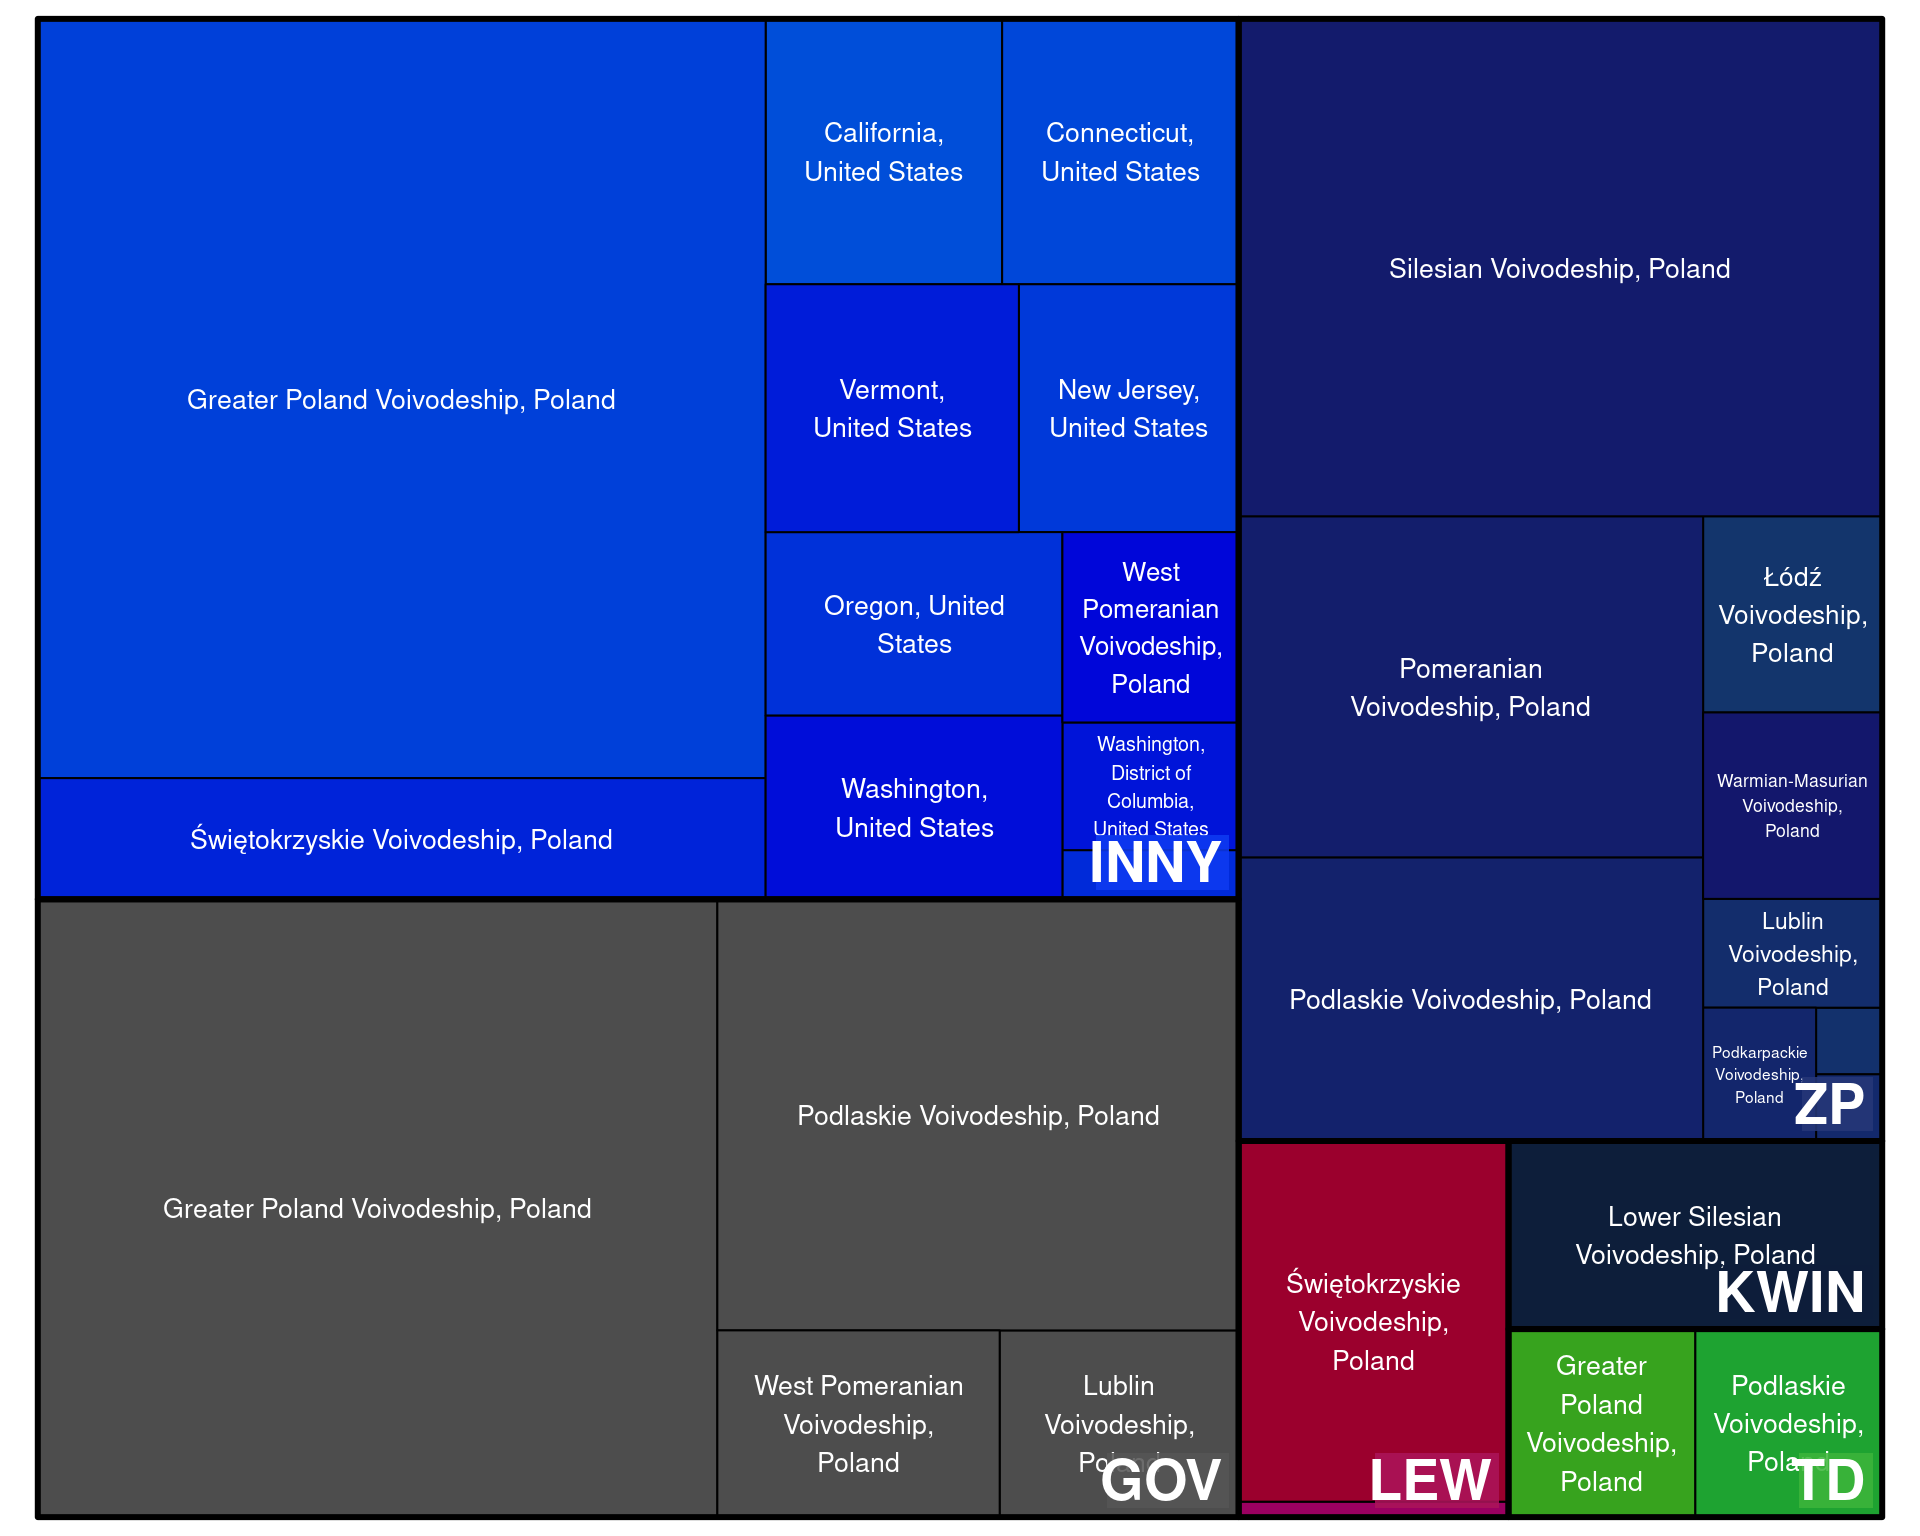 Greater Poland Voivodeship, Poland
Świętokrzyskie Voivodeship, Poland
California,
United States
Connecticut,
United States
Vermont,
United States
New Jersey,
United States
Oregon, United
States
West
Pomeranian
Voivodeship,
Poland
Washington,
United States
Washington,
District of
Columbia,
United States
INNY
Greater Poland Voivodeship, Poland
Podlaskie Voivodeship, Poland
West Pomeranian
Voivodeship,
Poland
Lublin
Voivodeship,
Poland
GOV
Silesian Voivodeship, Poland
Pomeranian
Voivodeship, Poland
Podlaskie Voivodeship, Poland
Łódź
Voivodeship,
Poland
Warmian-Masurian
Voivodeship,
Poland
Lublin
Voivodeship,
Poland
Podkarpackie
Voivodeship,
Poland
ZP
Świętokrzyskie
Voivodeship,
Poland
LEW
Lower Silesian
Voivodeship, Poland
KWIN
Greater
Poland
Voivodeship,
Poland
Podlaskie
Voivodeship,
Poland
TD